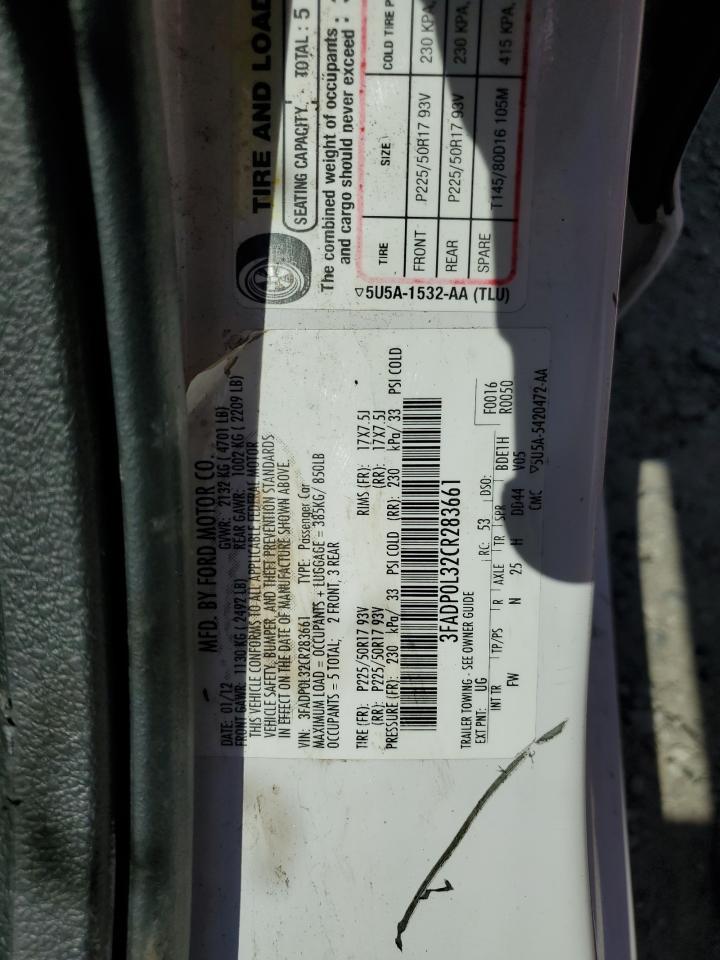 MFD. BY FORD MOTOR CO.
DATE: 01/12 GVWR: 2132 KG ( 4701 LB)
FRONT GAWR: 1130 KG ( 2492 LB) REAR GAWR: 1002 KG ( 2209 LB)
THIS VEHICLE CONFORMS TO ALL APPLICABLE FEDERAL MOTOR
VEHICLE SAFETY, BUMPER, AND THEFT PREVENTION STANDARDS
IN EFFECT ON THE DATE OF MANUFACTURE SHOWN ABOVE.
VIN: 3FADP0L32CR283661 TYPE: Passenger Car
MAXIMUM LOAD = OCCUPANTS + LUGGAGE = 385KG/ 850LB
OCCUPANTS = 5 TOTAL; 2 FRONT, 3 REAR
TIRE (FR): P225/50R17 93V RIMS (FR): 17X7.5J
(RR): P225/50R17 93V (RR): 17X7.5J
PRESSURE (FR): 230 kPa/ 33 PSI COLD (RR): 230 kPa/ 33 PSI COLD
3FADP0L32CR283661
TRAILER TOWING - SEE OWNER GUIDE
EXT PNT: UG RC: 53 DSO: F0016
R0050
INT TR TP/PS R AXLE TR SPR BDE1H
FW N 25 H DD44 V05
CMC ▽5U5A-5420472-AA
TIRE AND LOA
SEATING CAPACITY TOTAL : 5
The combined weight of occupants
and cargo should never exceed :
TIRE SIZE COLD TIRE P
FRONT P225/50R17 93V 230 KPA,
REAR P225/50R17 93V 230 KPA,
SPARE T145/80D16 105M 415 KPA,
▽5U5A-1532-AA (TLU)